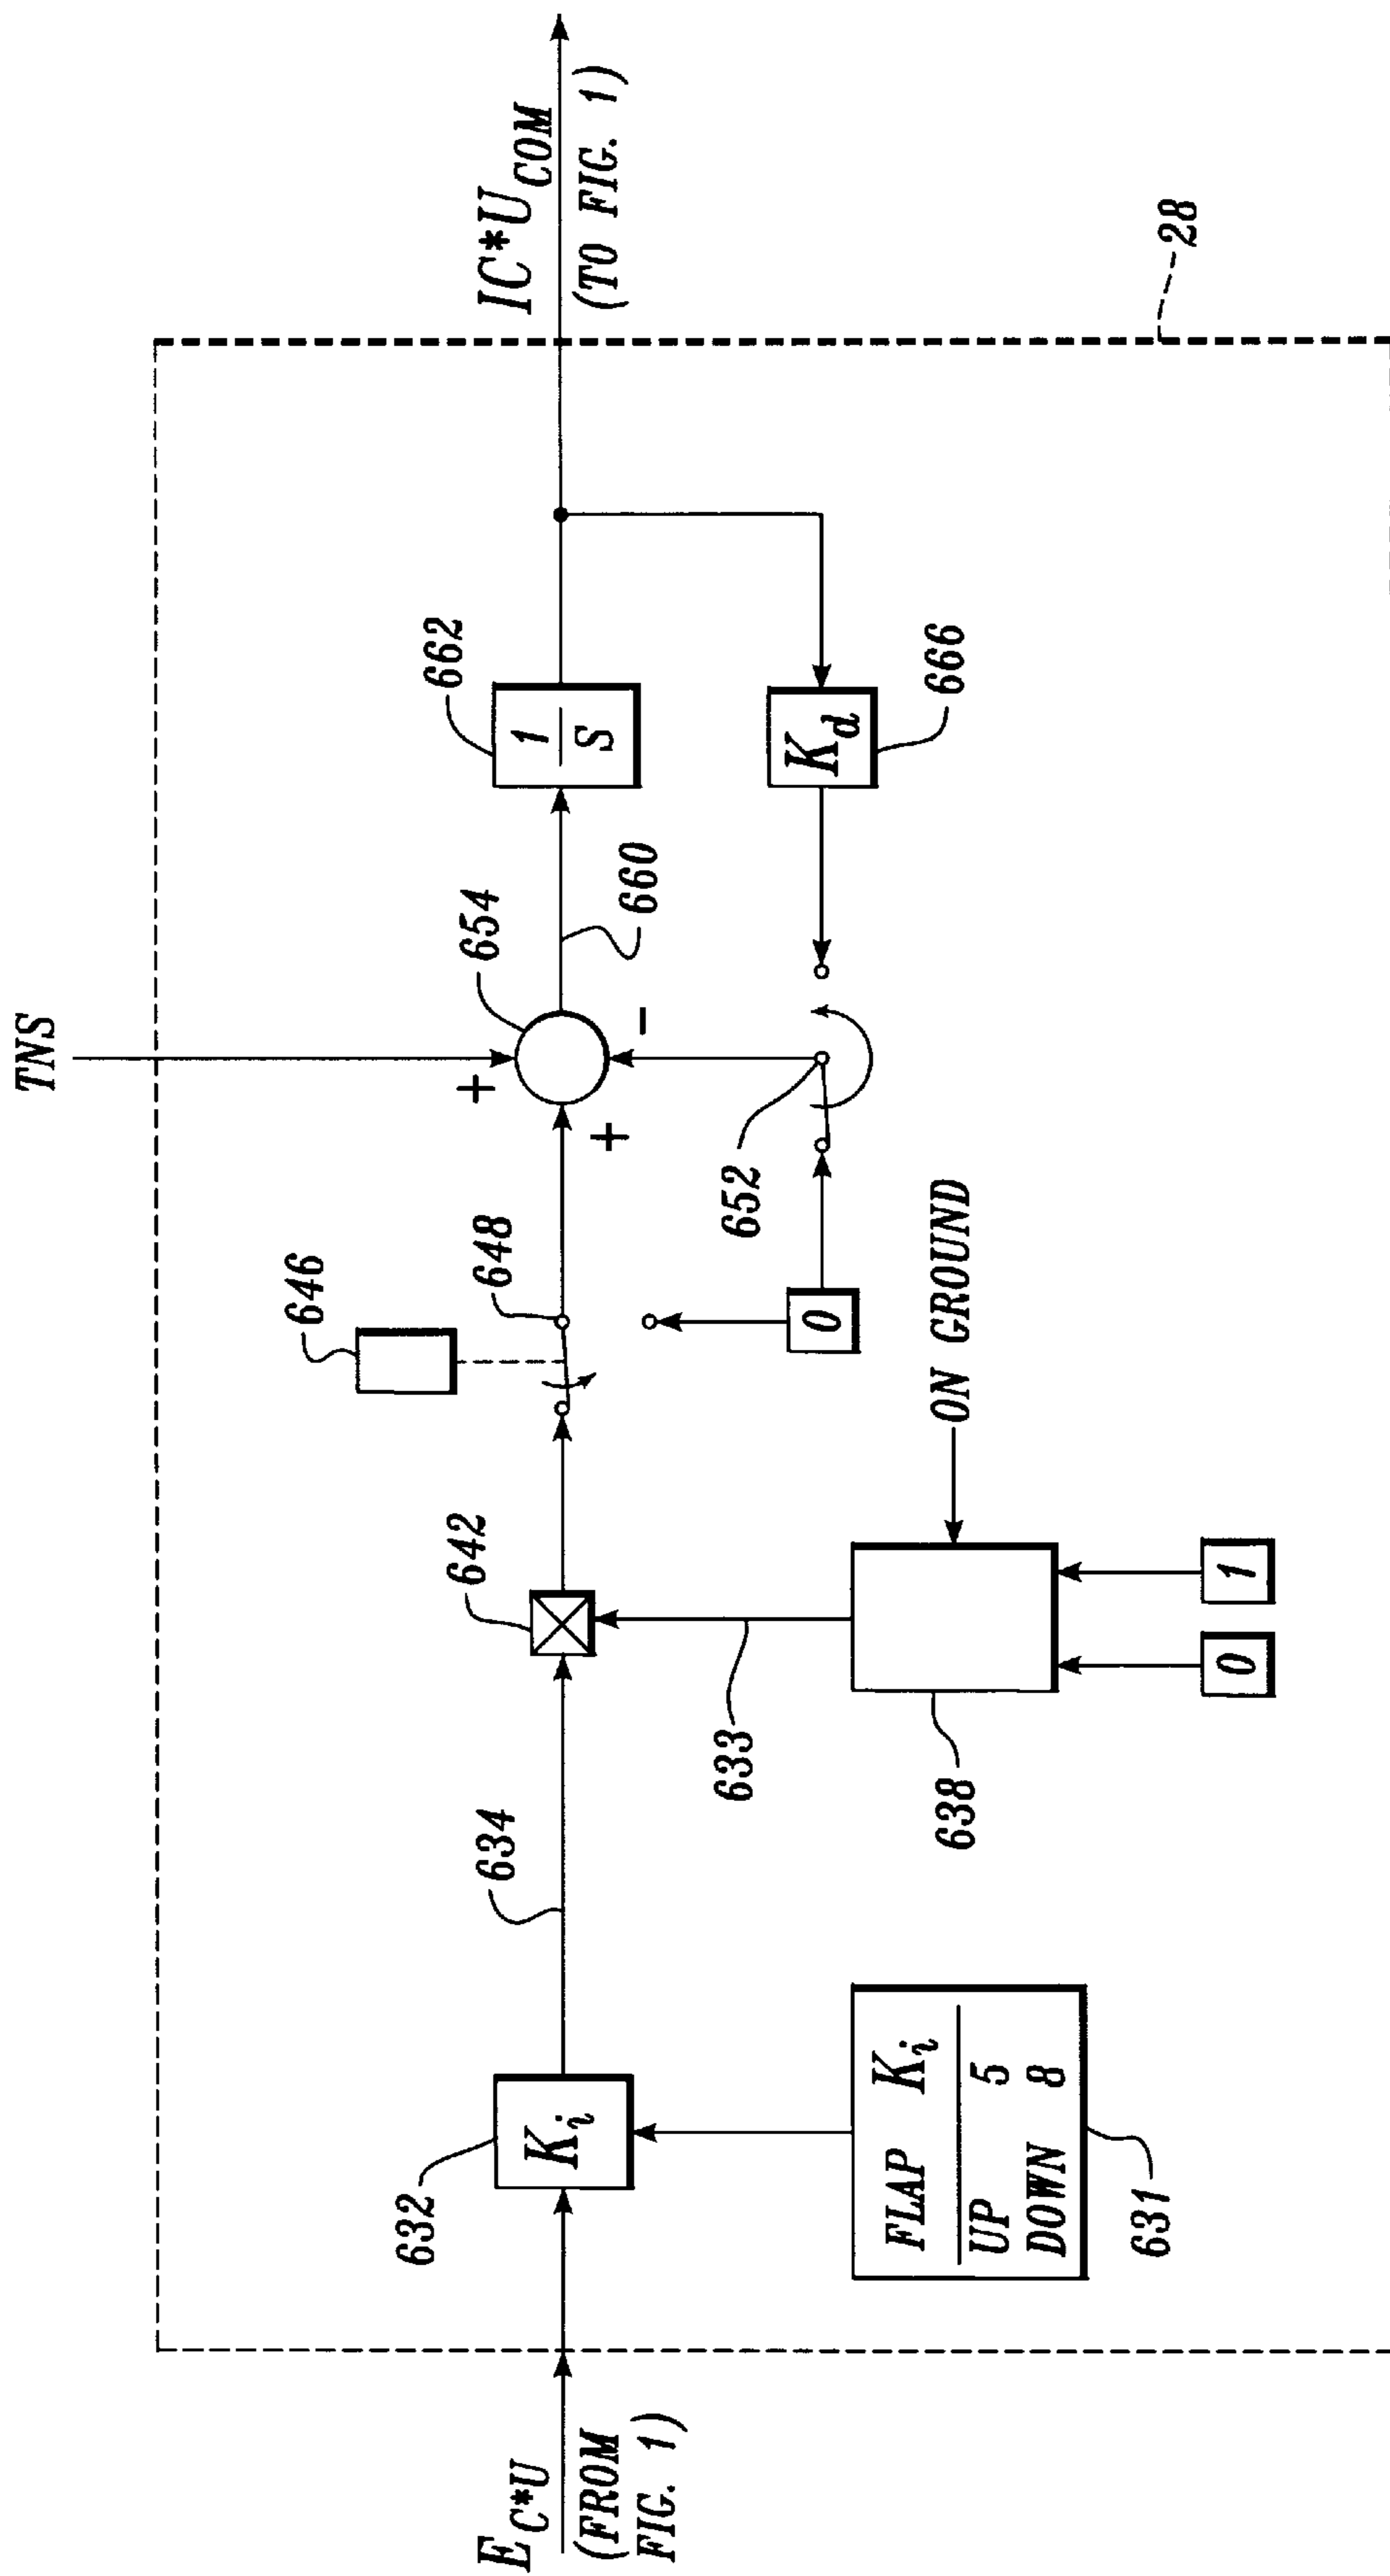 TNS
E_C*U
(FROM
FIG. 1)
632
K_i
634
642
646
648
654
660
662
1
S
IC*U_COM
(TO FIG. 1)
28
K_d
666
652
0
ON GROUND
633
638
0
1
FLAP K_i
UP 5
DOWN 8
631